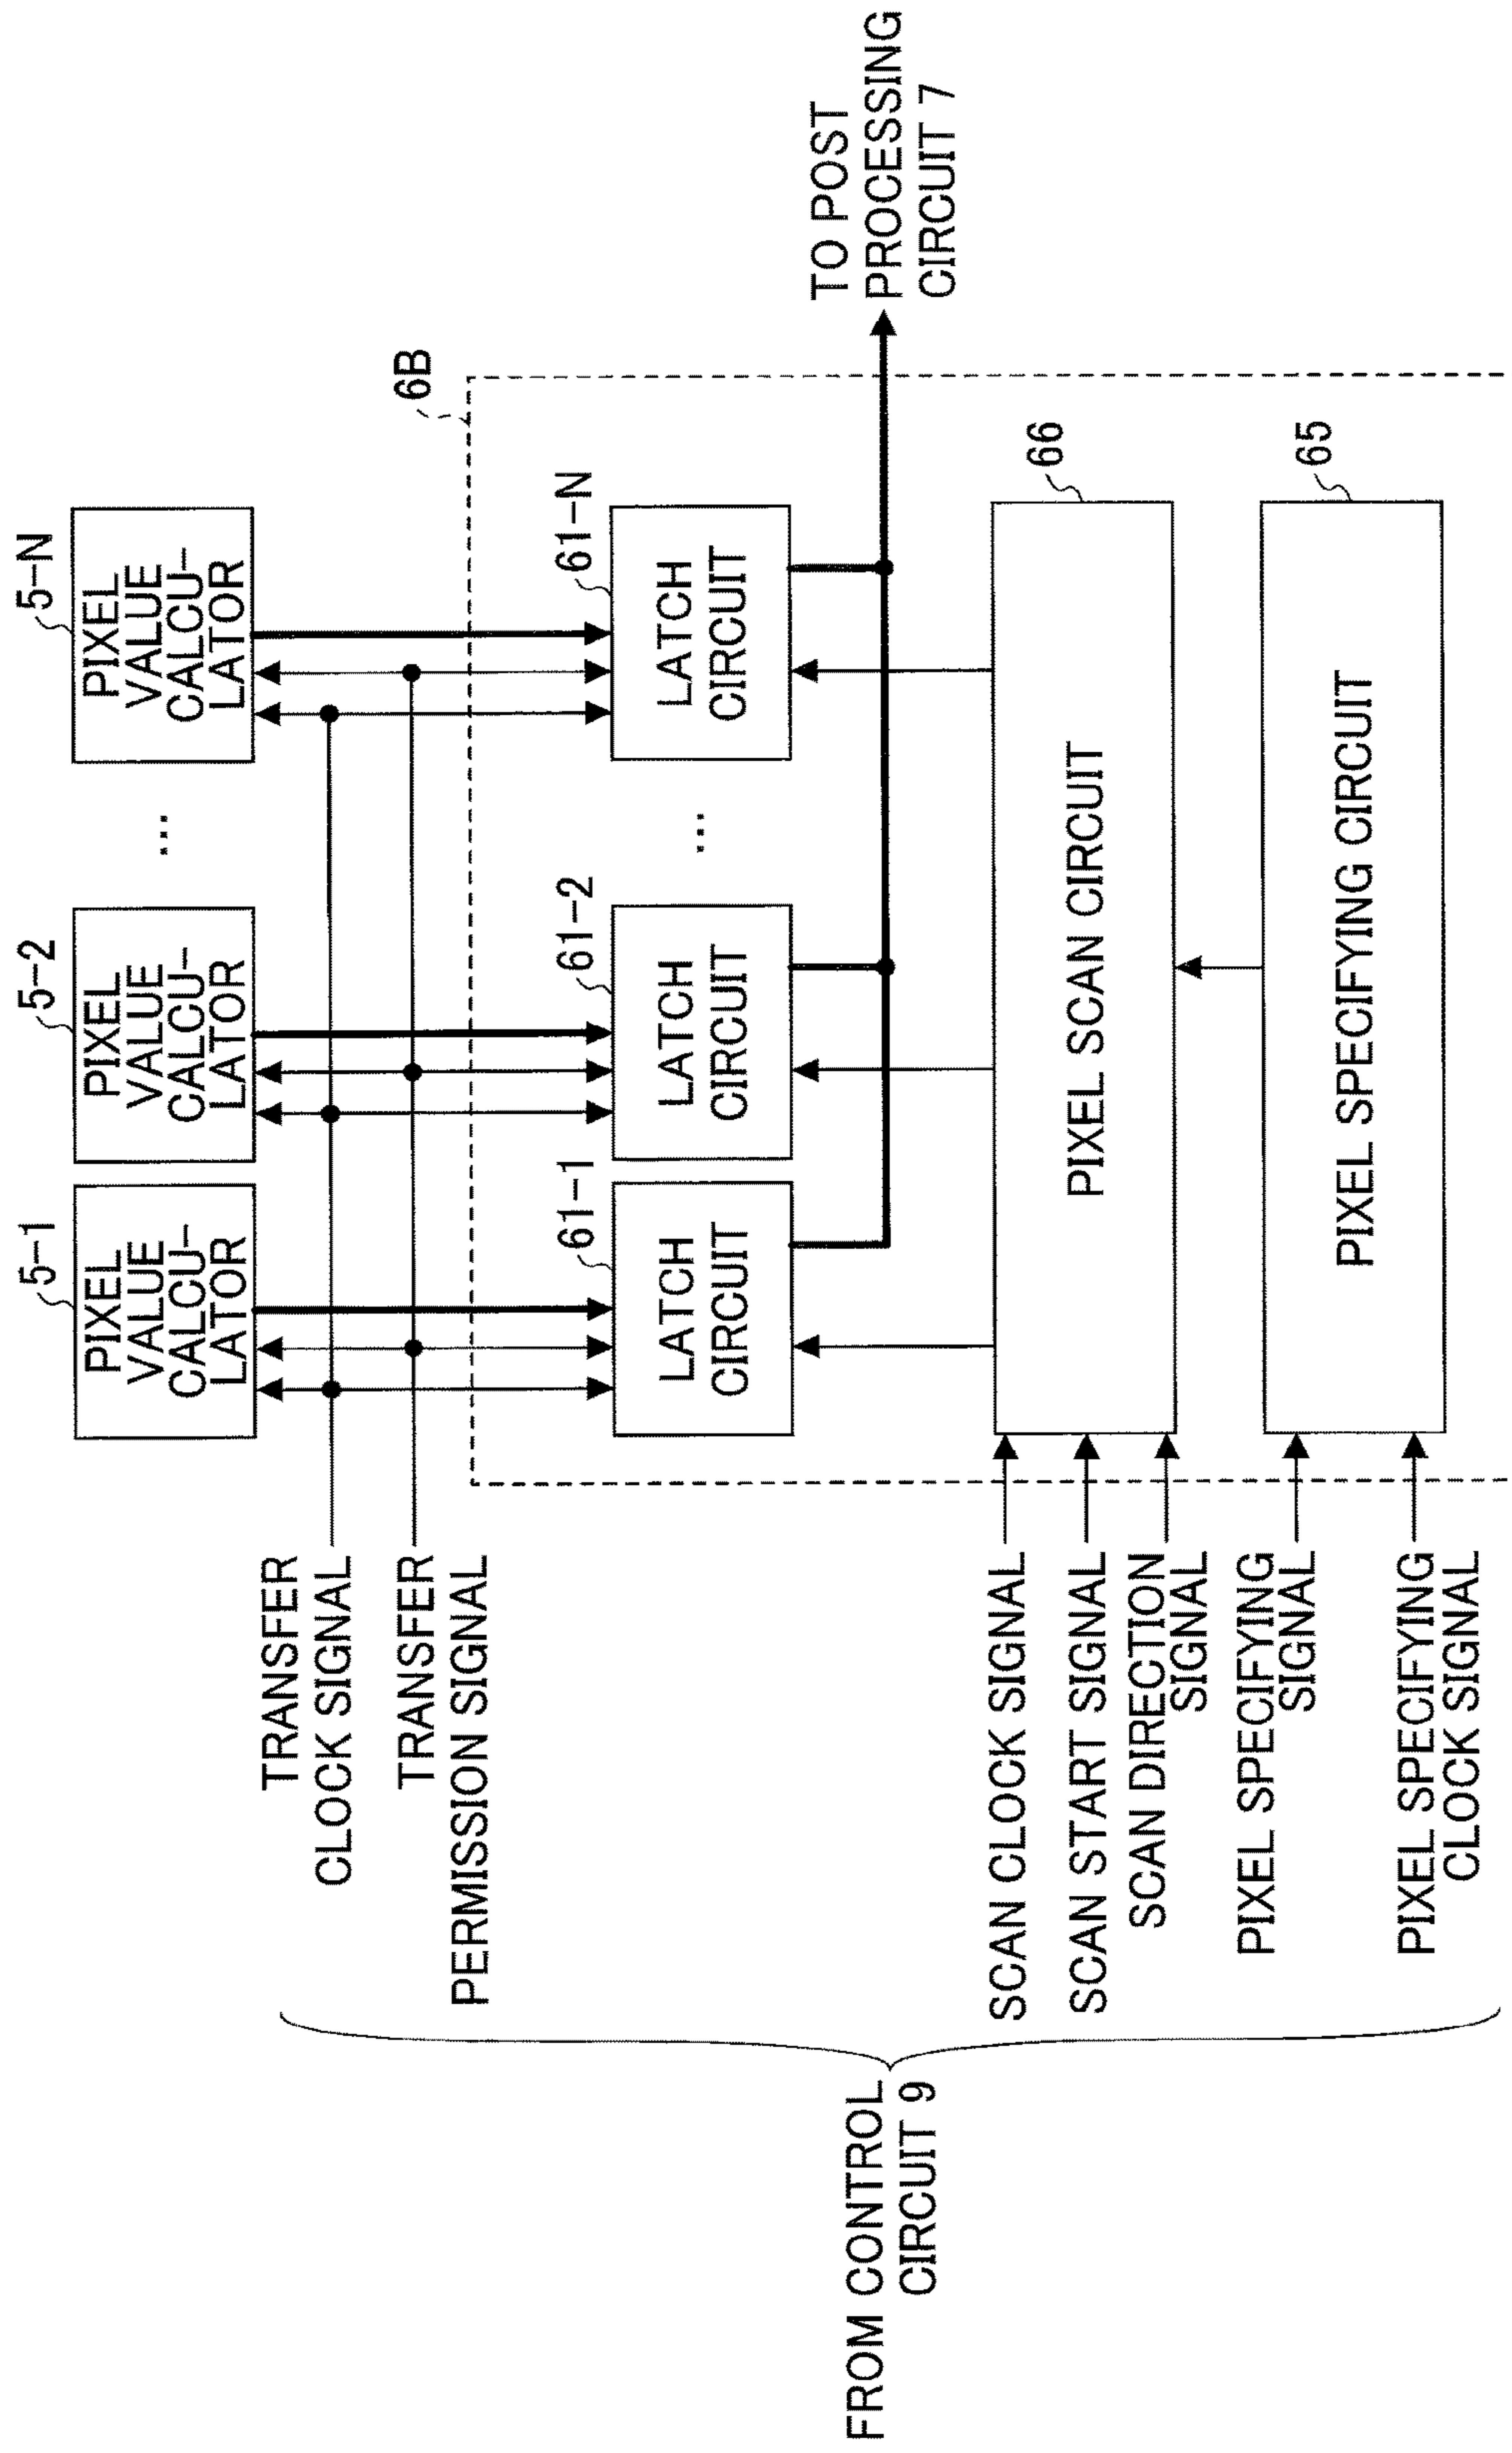 5-1
5-2
5-N
PIXEL
VALUE
CALCU-
LATOR
PIXEL
VALUE
CALCU-
LATOR
...
PIXEL
VALUE
CALCU-
LATOR
TRANSFER
CLOCK SIGNAL
TRANSFER
PERMISSION SIGNAL
6B
61-1
61-2
61-N
LATCH
CIRCUIT
LATCH
CIRCUIT
...
LATCH
CIRCUIT
TO POST
PROCESSING
CIRCUIT 7
FROM CONTROL
CIRCUIT 9
SCAN CLOCK SIGNAL
SCAN START SIGNAL
SCAN DIRECTION
SIGNAL
66
PIXEL SCAN CIRCUIT
PIXEL SPECIFYING
SIGNAL
PIXEL SPECIFYING
CLOCK SIGNAL
65
PIXEL SPECIFYING CIRCUIT